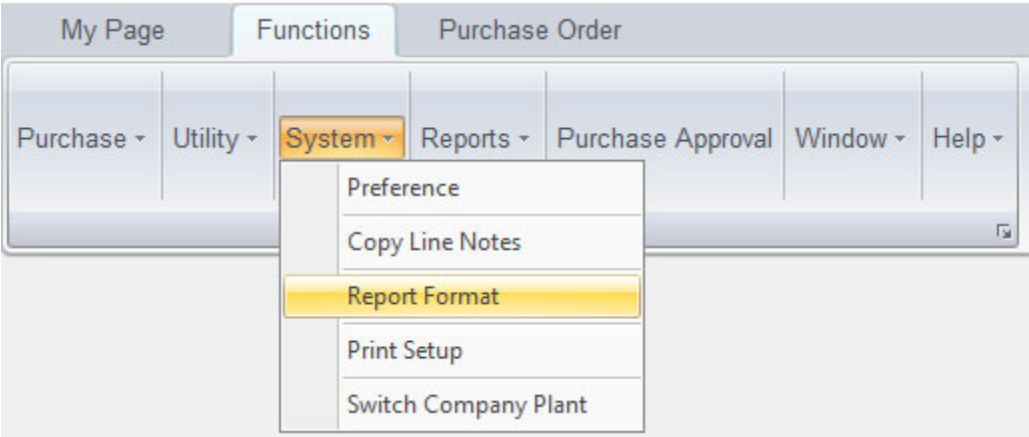 My Page Functions Purchase Order
Purchase Utility System Reports Purchase Approval Window Help
Preference
Copy Line Notes
Report Format
Print Setup
Switch Company Plant